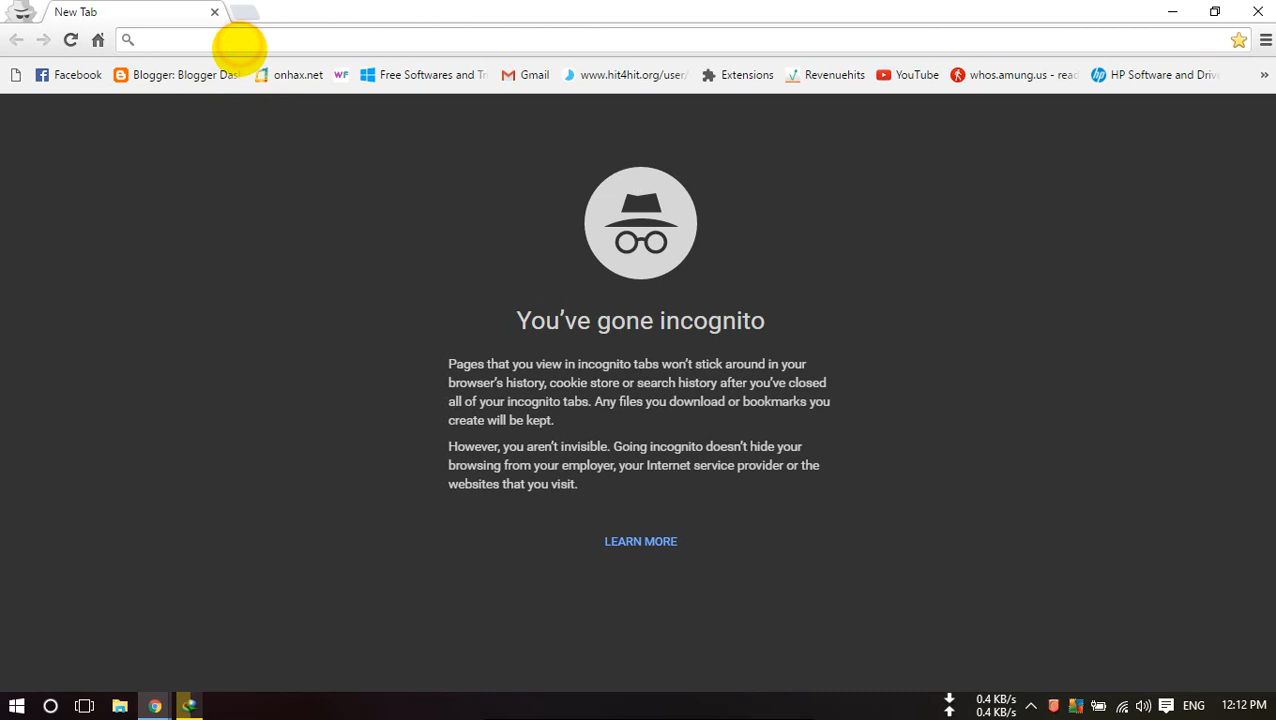 New Tab
Facebook
Blogger: Blogger Das
onhax.net
WF
Free Softwares and Tr
Gmail
www.hit4hit.org/user/
Extensions
Revenuehits
YouTube
whos.amung.us - read
HP Software and Drive
»
You've gone incognito
Pages that you view in incognito tabs won't stick around in your
browser's history, cookie store or search history after you've closed
all of your incognito tabs. Any files you download or bookmarks you
create will be kept.
However, you aren't invisible. Going incognito doesn't hide your
browsing from your employer, your Internet service provider or the
websites that you visit.
LEARN MORE
0.4 KB/s
0.4 KB/s
ENG
12:12 PM